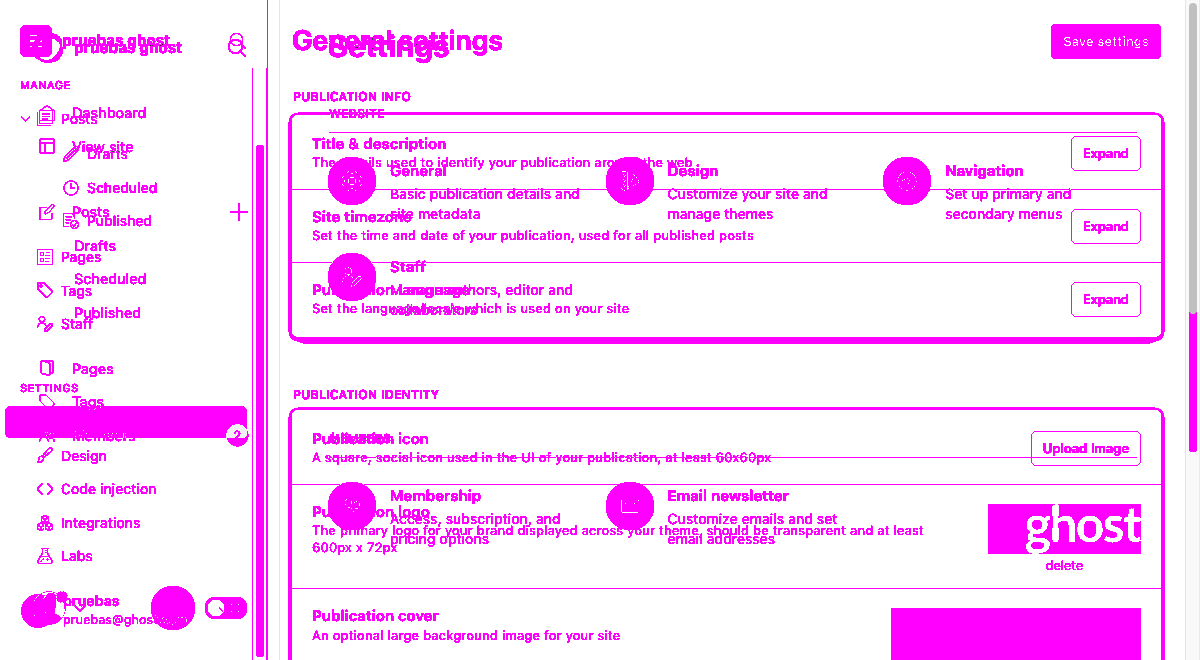 pruebas ghost
pruebas ghost
General settings
Settings
Save settings
MANAGE
PUBLICATION INFO
Dashboard
Posts
WEBSITE
View site
Drafts
Title & description
The details used to identify your publication around the web
Expand
Scheduled
General
Design
Navigation
Basic publication details and
site metadata
Customize your site and
manage themes
Set up primary and
secondary menus
Posts
Published
Site timezone
Set the time and date of your publication, used for all published posts
Expand
Drafts
Pages
Staff
Scheduled
Tags
Publication Language
authors, editor and
collaborators
Set the language/locale which is used on your site
Expand
Published
Staff
Pages
SETTINGS
PUBLICATION IDENTITY
Tags
Members
2
Publication icon
A square, social icon used in the UI of your publication, at least 60x60px
Upload Image
Design
Code injection
Membership
Email newsletter
Access, subscription, and
pricing options
Customize emails and set
email addresses
Publication logo
The primary logo for your brand displayed across your theme, should be transparent and at least
600px x 72px
ghost
delete
Integrations
Labs
pruebas
pruebas@ghost
Publication cover
An optional large background image for your site